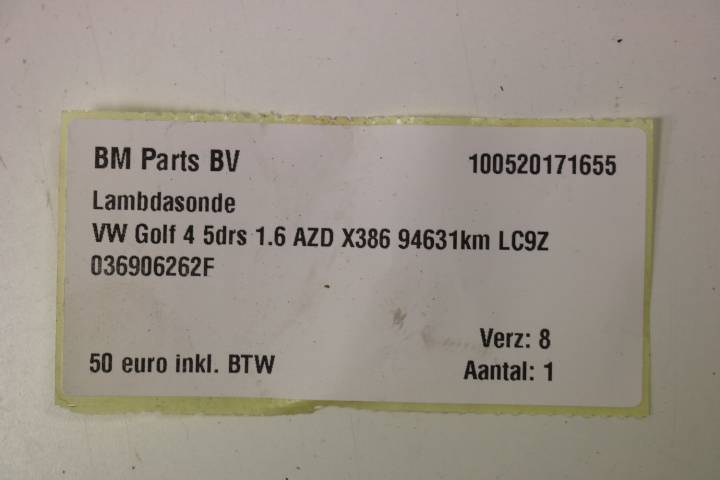 BM Parts BV 100520171655
Lambdasonde
VW Golf 4 5drs 1.6 AZD X386 94631km LC9Z
036906262F
Verz: 8
50 euro inkl. BTW Aantal: 1